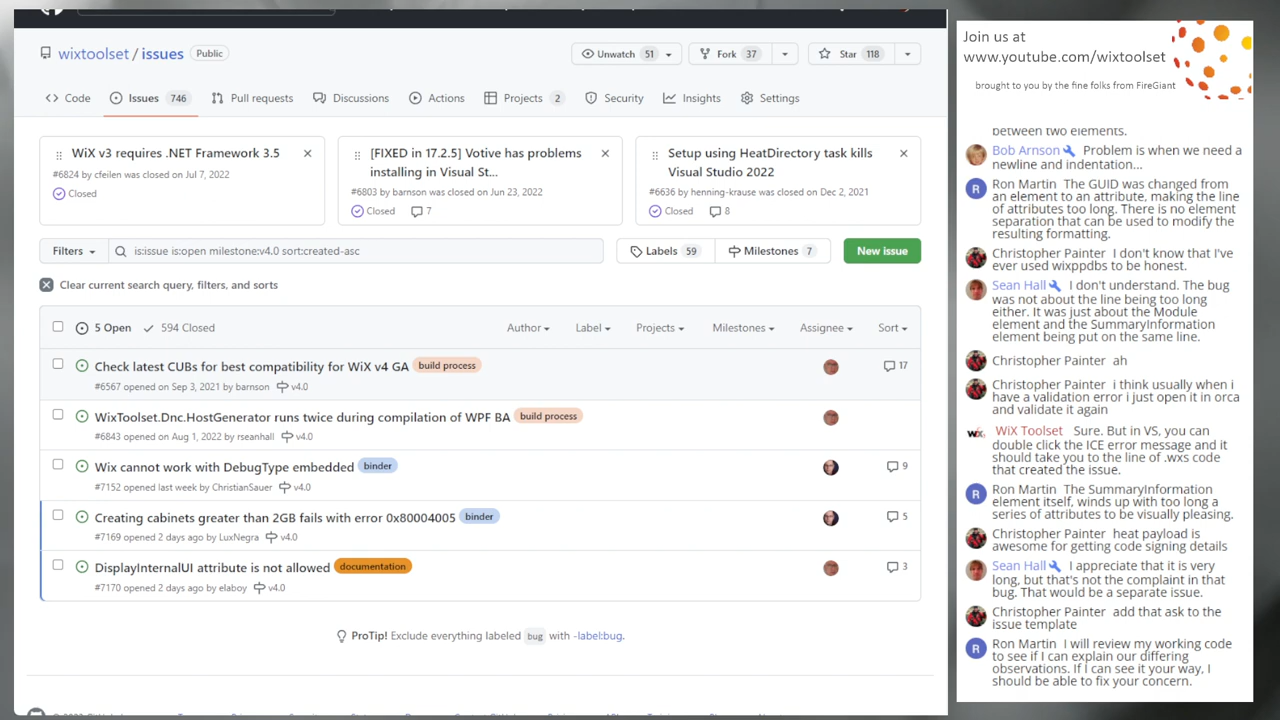 wixtoolset / issues Public
Unwatch 51 Fork 37 Star 118
Code Issues 746 Pull requests Discussions Actions Projects 2 Security Insights Settings
WiX v3 requires .NET Framework 3.5
#6824 by cfeilen was closed on Jul 7, 2022
Closed
[FIXED in 17.2.5] Votive has problems
installing in Visual St...
#6803 by barnson was closed on Jun 23, 2022
Closed 7
Setup using HeatDirectory task kills
Visual Studio 2022
#6636 by henning-krause was closed on Dec 2, 2021
Closed 8
Filters is:issue is:open milestone:v4.0 sort:created-asc Labels 59 Milestones 7 New issue
Clear current search query, filters, and sorts
5 Open 594 Closed Author Label Projects Milestones Assignee Sort
Check latest CUBs for best compatibility for WiX v4 GA build process 17
#6567 opened on Sep 3, 2021 by barnson v4.0
WixToolset.Dnc.HostGenerator runs twice during compilation of WPF BA build process
#6843 opened on Aug 1, 2022 by rseanhall v4.0
Wix cannot work with DebugType embedded binder 9
#7152 opened last week by ChristianSauer v4.0
Creating cabinets greater than 2GB fails with error 0x80004005 binder 5
#7169 opened 2 days ago by LuxNegra v4.0
DisplayInternalUI attribute is not allowed documentation 3
#7170 opened 2 days ago by elaboy v4.0
ProTip! Exclude everything labeled bug with -label:bug.
Join us at
www.youtube.com/wixtoolset
brought to you by the fine folks from FireGiant
between two elements.
Bob Arnson Problem is when we need a
newline and indentation...
R Ron Martin The GUID was changed from
an element to an attribute, making the line
of attributes too long. There is no element
separation that can be used to modify the
resulting formatting.
Christopher Painter I don't know that I've
ever used wixppdbs to be honest.
Sean Hall I don't understand. The bug
was not about the line being too long
either. It was just about the Module
element and the SummaryInformation
element being put on the same line.
Christopher Painter ah
Christopher Painter i think usually when i
have a validation error i just open it in orca
and validate it again
WiX WiX Toolset Sure. But in VS, you can
double click the ICE error message and it
should take you to the line of .wxs code
that created the issue.
R Ron Martin The SummaryInformation
element itself, winds up with too long a
series of attributes to be visually pleasing.
Christopher Painter heat payload is
awesome for getting code signing details
Sean Hall I appreciate that it is very
long, but that's not the complaint in that
bug. That would be a separate issue.
Christopher Painter add that ask to the
issue template
R Ron Martin I will review my working code
to see if I can explain our differing
observations. If I can see it your way, I
should be able to fix your concern.